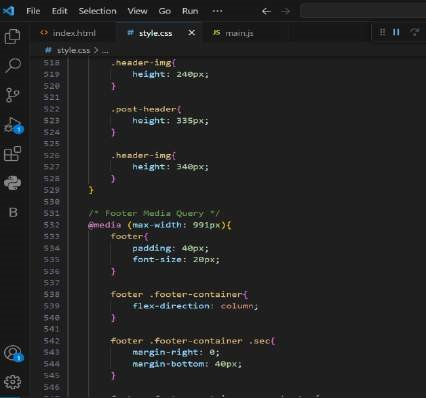 File Edit Selection View Go Run ...
index.html # style.css JS main.js
# style.css > ...
518 .header-img{
519 height: 240px;
520 }
521
522 .post-header{
523 height: 335px;
524 }
525
526 .header-img{
527 height: 340px;
528 }
529 }
530
531 /* Footer Media Query */
532 @media (max-width: 991px){
533 footer{
534 padding: 40px;
535 font-size: 20px;
536 }
537
538 footer .footer-container{
539 flex-direction: column;
540 }
541
542 footer .footer-container .sec{
543 margin-right: 0;
544 margin-bottom: 40px;
545 }
546